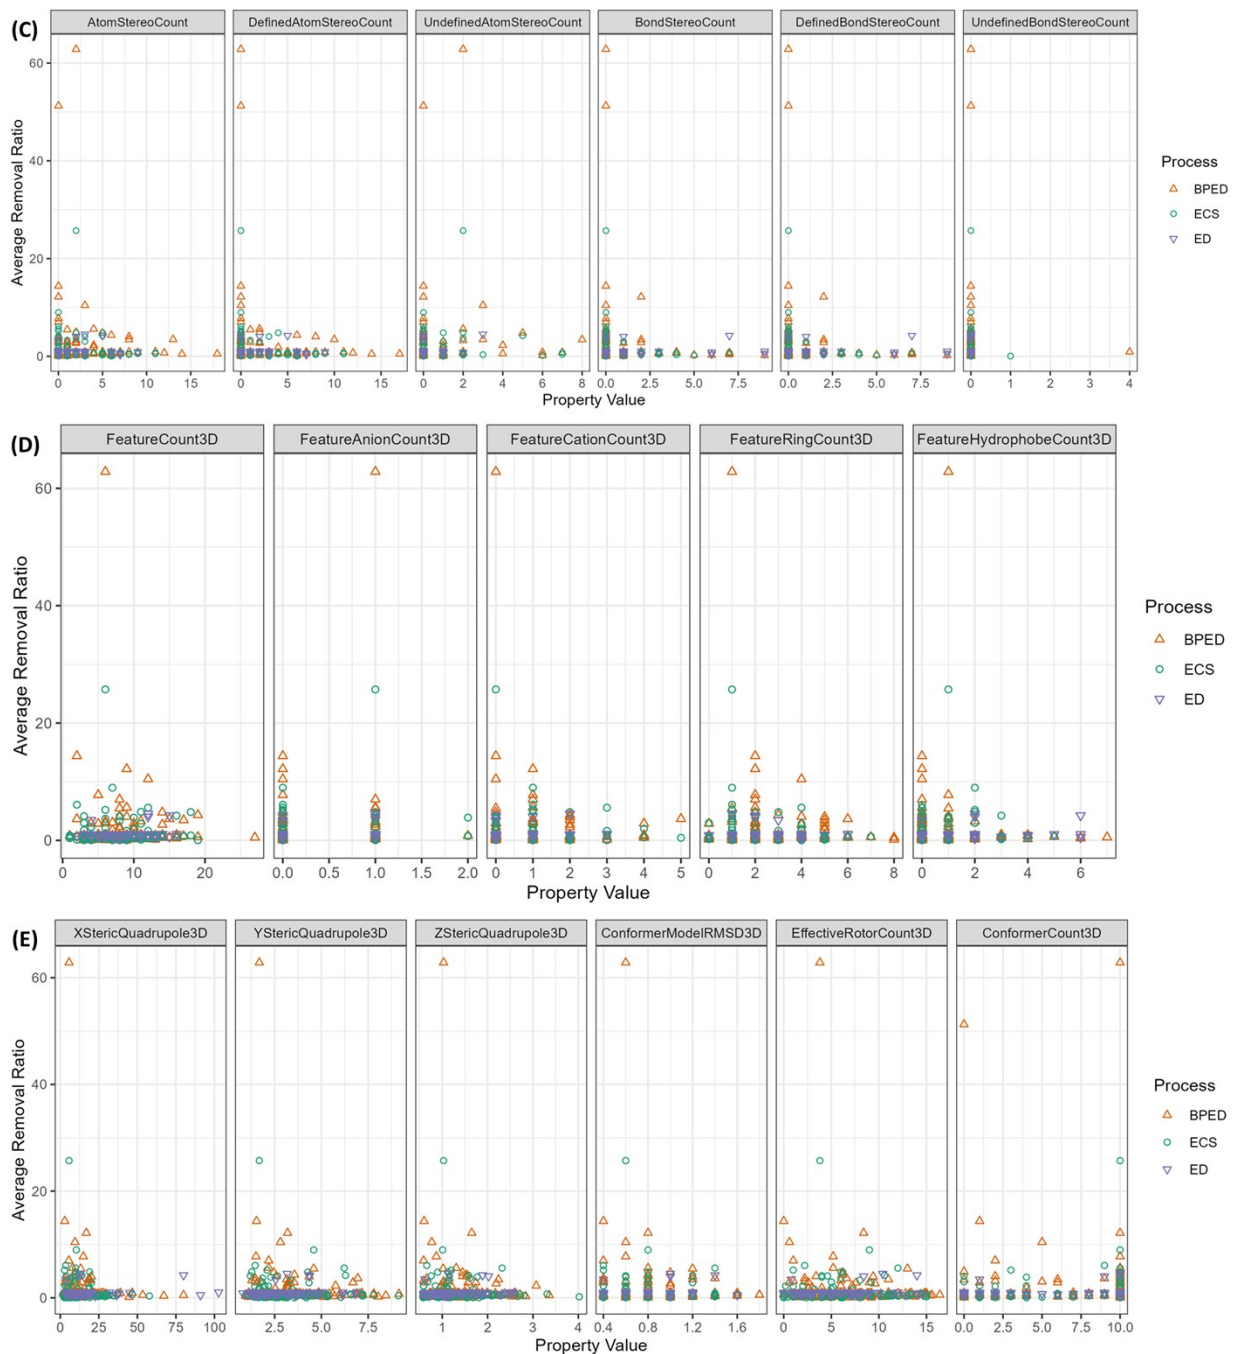 (C)
AtomStereoCount DefinedAtomStereoCount UndefinedAtomStereoCount BondStereoCount DefinedBondStereoCount UndefinedBondStereoCount
Average Removal Ratio
60
40
20
0
0 5 10 15 0 5 10 15 0 2 4 6 8 0.0 2.5 5.0 7.5 0.0 2.5 5.0 7.5 0 1 2 3 4
Property Value
Process
BPED
ECS
ED
(D)
FeatureCount3D FeatureAnionCount3D FeatureCationCount3D FeatureRingCount3D FeatureHydrophobeCount3D
Average Removal Ratio
60
40
20
0
0 10 20 0.0 0.5 1.0 1.5 2.0 0 1 2 3 4 5 0 2 4 6 8 0 2 4 6
Property Value
Process
BPED
ECS
ED
(E)
XStericQuadrupole3D YStericQuadrupole3D ZStericQuadrupole3D ConformerModelRMSD3D EffectiveRotorCount3D ConformerCount3D
Average Removal Ratio
60
40
20
0
0 25 50 75 100 2.5 5.0 7.5 0 1 2 3 4 0.4 0.8 1.2 1.6 0 5 10 15 0.0 2.5 5.0 7.5 10.0
Property Value
Process
BPED
ECS
ED